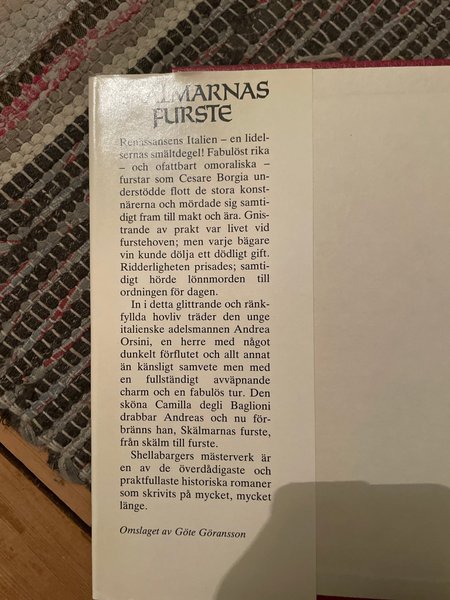 SKÄLMARNAS
FURSTE
Renässansens Italien – en lidel-
sernas smältdegel! Fabulöst rika
– och ofattbart omoraliska –
furstar som Cesare Borgia un-
derstödde flott de stora konst-
närerna och mördade sig samti-
digt fram till makt och ära. Gnis-
trande av prakt var livet vid
furstehoven; men varje bägare
vin kunde dölja ett dödligt gift.
Ridderligheten prisades; samti-
digt hörde lönnmorden till
ordningen för dagen.
In i detta glittrande och ränk-
fyllda hovliv träder den unge
italienske adelsmannen Andrea
Orsini, en herre med något
dunkelt förflutet och allt annat
än känsligt samvete men med
en fullständigt avväpnande
charm och en fabulös tur. Den
sköna Camilla degli Baglioni
drabbar Andreas och nu för-
bränns han, Skälmarnas furste,
från skälm till furste.
Shellabargers mästerverk är
en av de överdådigaste och
praktfullaste historiska romaner
som skrivits på mycket, mycket
länge.
Omslaget av Göte Göransson